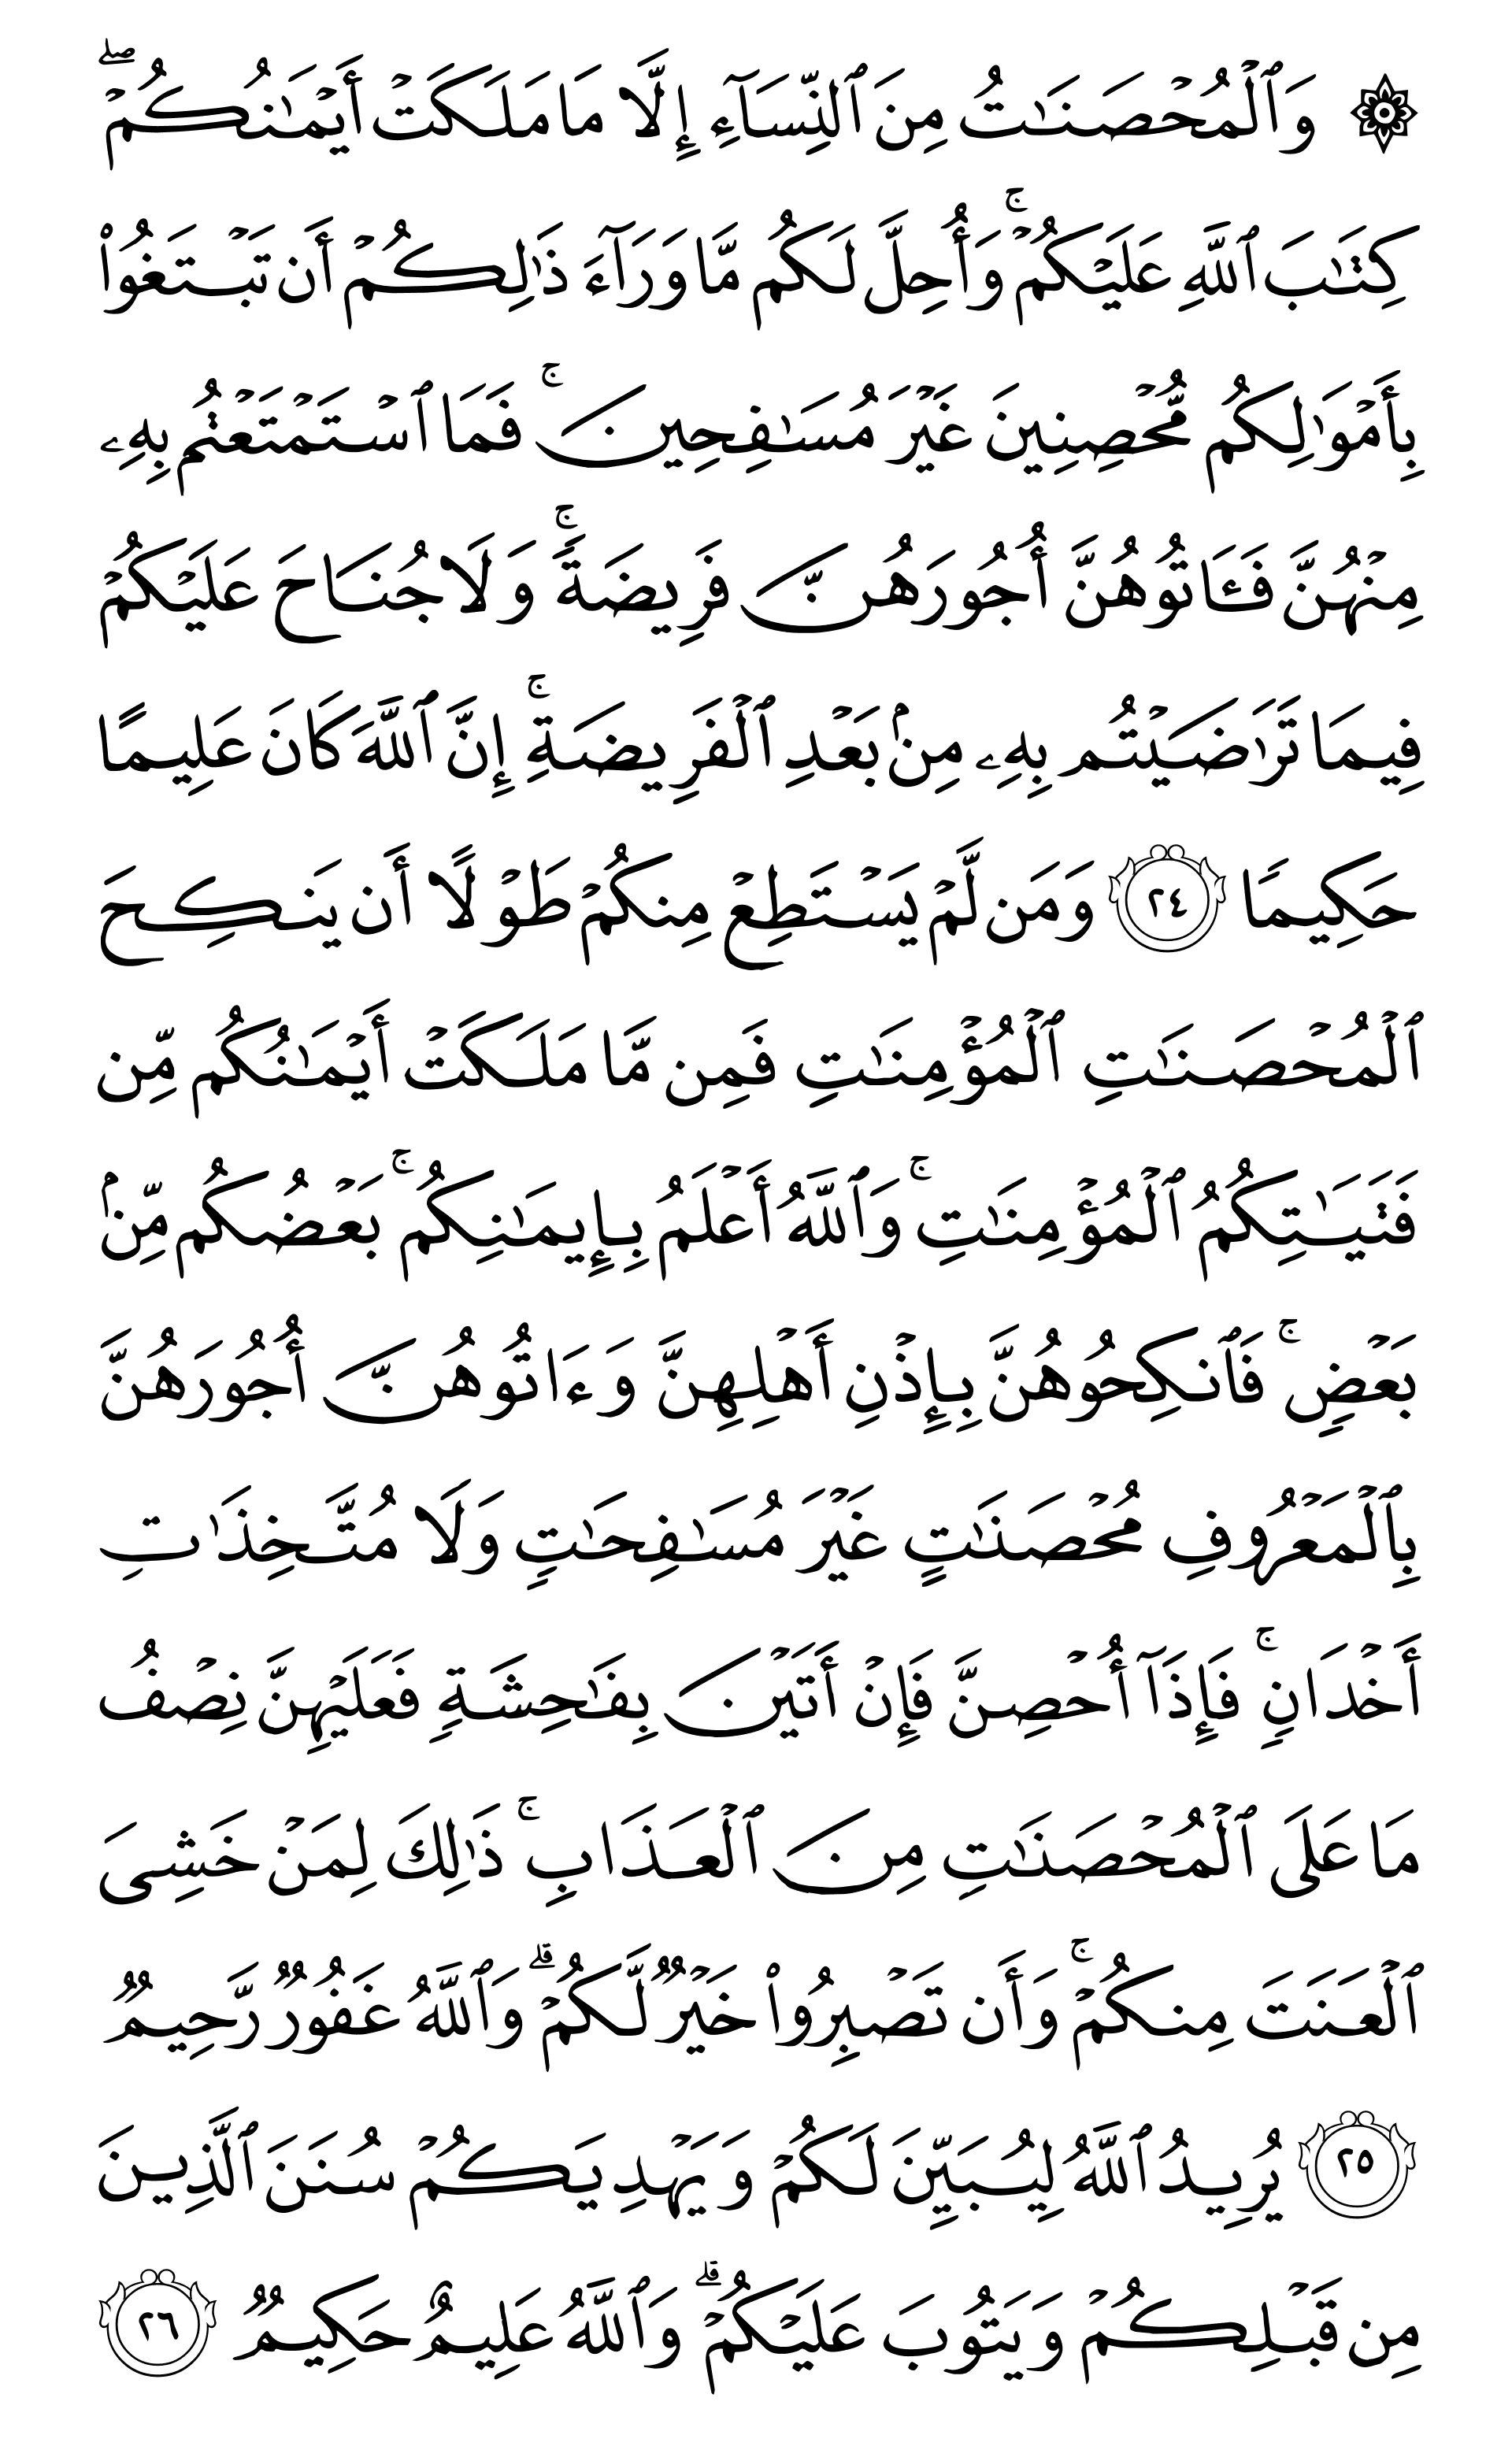 ۞ وَٱلْمُحْصَنَٰتُ مِنَ ٱلنِّسَآءِ إِلَّا مَا مَلَكَتْ أَيْمَٰنُكُمْ ۖ
كِتَٰبَ ٱللَّهِ عَلَيْكُمْ ۚ وَأُحِلَّ لَكُم مَّا وَرَآءَ ذَٰلِكُمْ أَن تَبْتَغُوا۟
بِأَمْوَٰلِكُم مُّحْصِنِينَ غَيْرَ مُسَٰفِحِينَ ۚ فَمَا ٱسْتَمْتَعْتُم بِهِۦ
مِنْهُنَّ فَـَٔاتُوهُنَّ أُجُورَهُنَّ فَرِيضَةً ۚ وَلَا جُنَاحَ عَلَيْكُمْ
فِيمَا تَرَٰضَيْتُم بِهِۦ مِنۢ بَعْدِ ٱلْفَرِيضَةِ ۚ إِنَّ ٱللَّهَ كَانَ عَلِيمًا
حَكِيمًا ٢٤ وَمَن لَّمْ يَسْتَطِعْ مِنكُمْ طَوْلًا أَن يَنكِحَ
ٱلْمُحْصَنَٰتِ ٱلْمُؤْمِنَٰتِ فَمِن مَّا مَلَكَتْ أَيْمَٰنُكُم مِّن
فَتَيَٰتِكُمُ ٱلْمُؤْمِنَٰتِ ۚ وَٱللَّهُ أَعْلَمُ بِإِيمَٰنِكُم ۚ بَعْضُكُم مِّنۢ
بَعْضٍ ۚ فَٱنكِحُوهُنَّ بِإِذْنِ أَهْلِهِنَّ وَءَاتُوهُنَّ أُجُورَهُنَّ
بِٱلْمَعْرُوفِ مُحْصَنَٰتٍ غَيْرَ مُسَٰفِحَٰتٍ وَلَا مُتَّخِذَٰتِ
أَخْدَانٍ ۚ فَإِذَآ أُحْصِنَّ فَإِنْ أَتَيْنَ بِفَٰحِشَةٍ فَعَلَيْهِنَّ نِصْفُ
مَا عَلَى ٱلْمُحْصَنَٰتِ مِنَ ٱلْعَذَابِ ۚ ذَٰلِكَ لِمَنْ خَشِىَ
ٱلْعَنَتَ مِنكُمْ ۚ وَأَن تَصْبِرُوا۟ خَيْرٌ لَّكُمْ ۗ وَٱللَّهُ غَفُورٌ رَّحِيمٌ
٢٥ يُرِيدُ ٱللَّهُ لِيُبَيِّنَ لَكُمْ وَيَهْدِيَكُمْ سُنَنَ ٱلَّذِينَ
مِن قَبْلِكُمْ وَيَتُوبَ عَلَيْكُمْ ۗ وَٱللَّهُ عَلِيمٌ حَكِيمٌ ٢٦